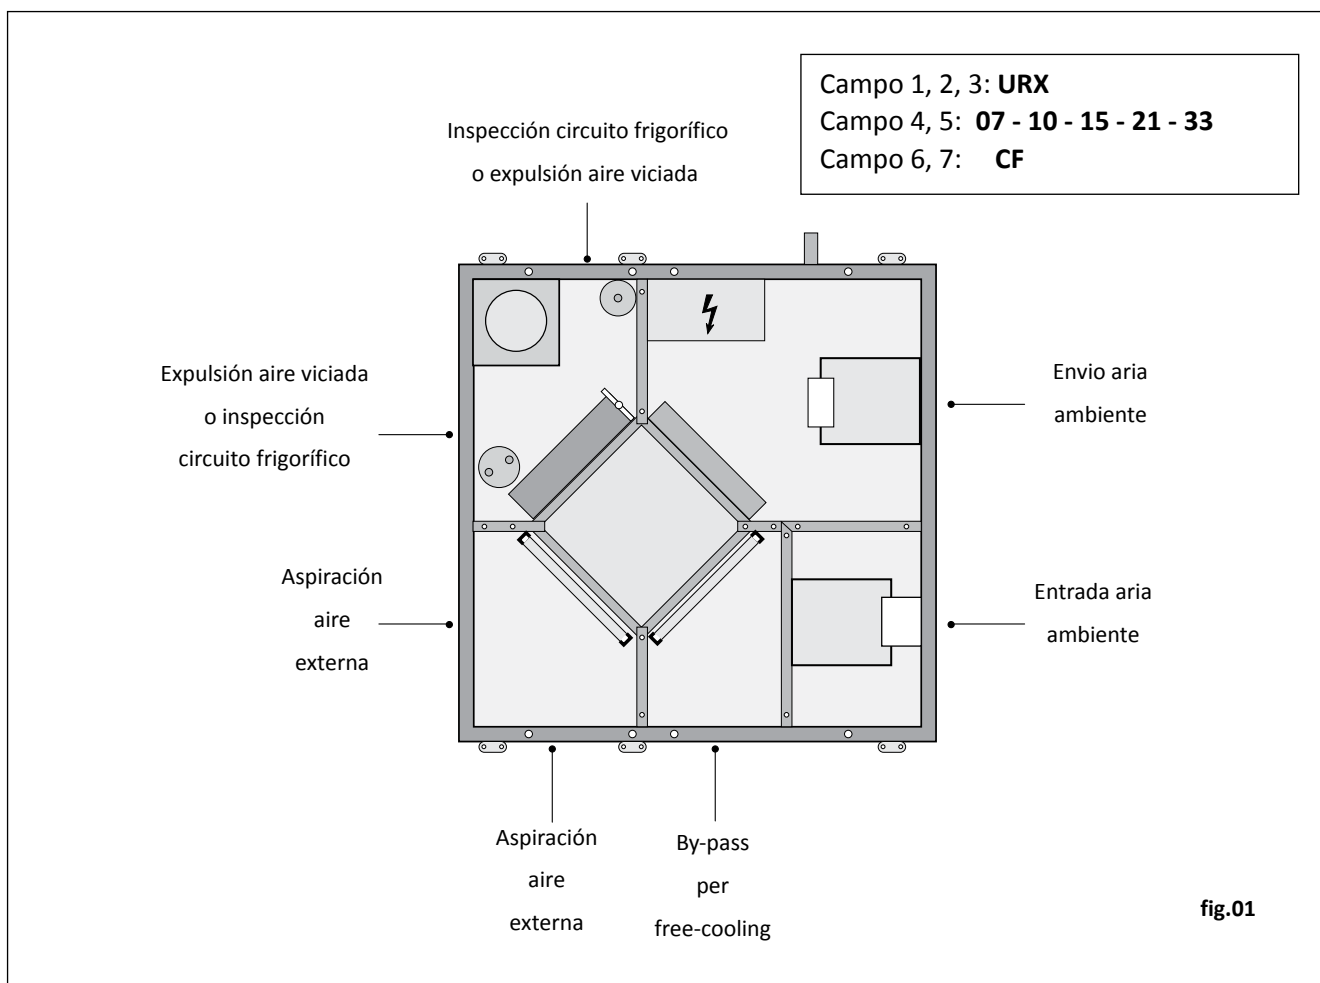 Campo 1, 2, 3: URX
Campo 4, 5: 07 - 10 - 15 - 21 - 33
Campo 6, 7: CF
Inspección circuito frigorífico
o expulsión aire viciada
Expulsión aire viciada
o inspección
circuito frigorífico
Envio aria
ambiente
Aspiración
aire
externa
Entrada aria
ambiente
Aspiración
aire
externa
By-pass
per
free-cooling
fig.01